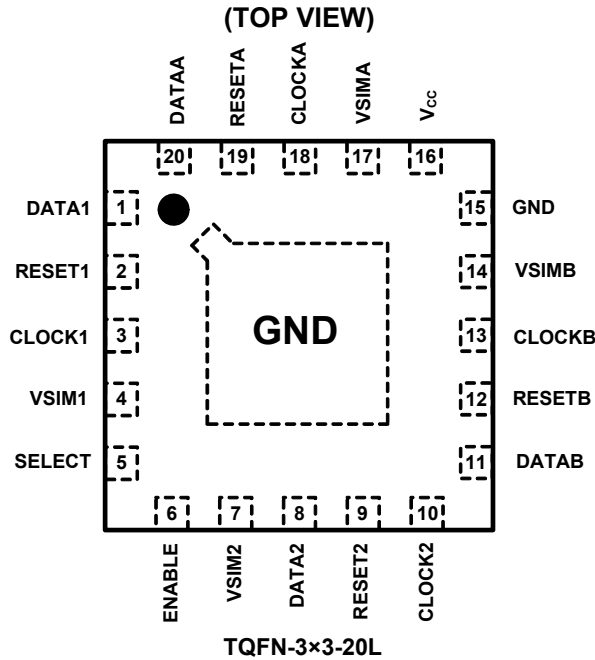 (TOP VIEW)
DATAA
RESETA
CLOCKA
VSIMA
VCC
20 19 18 17 16
DATA1 1
RESET1 2
CLOCK1 3
VSIM1 4
SELECT 5
GND
15 GND
14 VSIMB
13 CLOCKB
12 RESETB
11 DATAB
6 7 8 9 10
ENABLE
VSIM2
DATA2
RESET2
CLOCK2
TQFN-3×3-20L